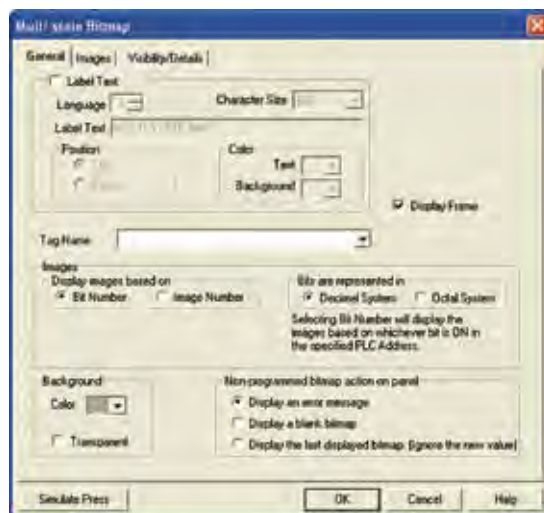 Multi state Bitmap
General Images Visibility/Details
Label Text
Language
Character Size
Label Text
Position
Color
Text
Background
Display Frame
Tag Name
Images
Display images based on
Bit Number Image Number
Bits are represented in
Decimal System Octal System
Selecting Bit Number will display the
images based on whichever bit is ON in
the specified PLC Address.
Background
Color
Transparent
Non-programmed bitmap action on panel
Display an error message
Display a blank bitmap
Display the last displayed bitmap (ignore the new value)
Simulate Press OK Cancel Help